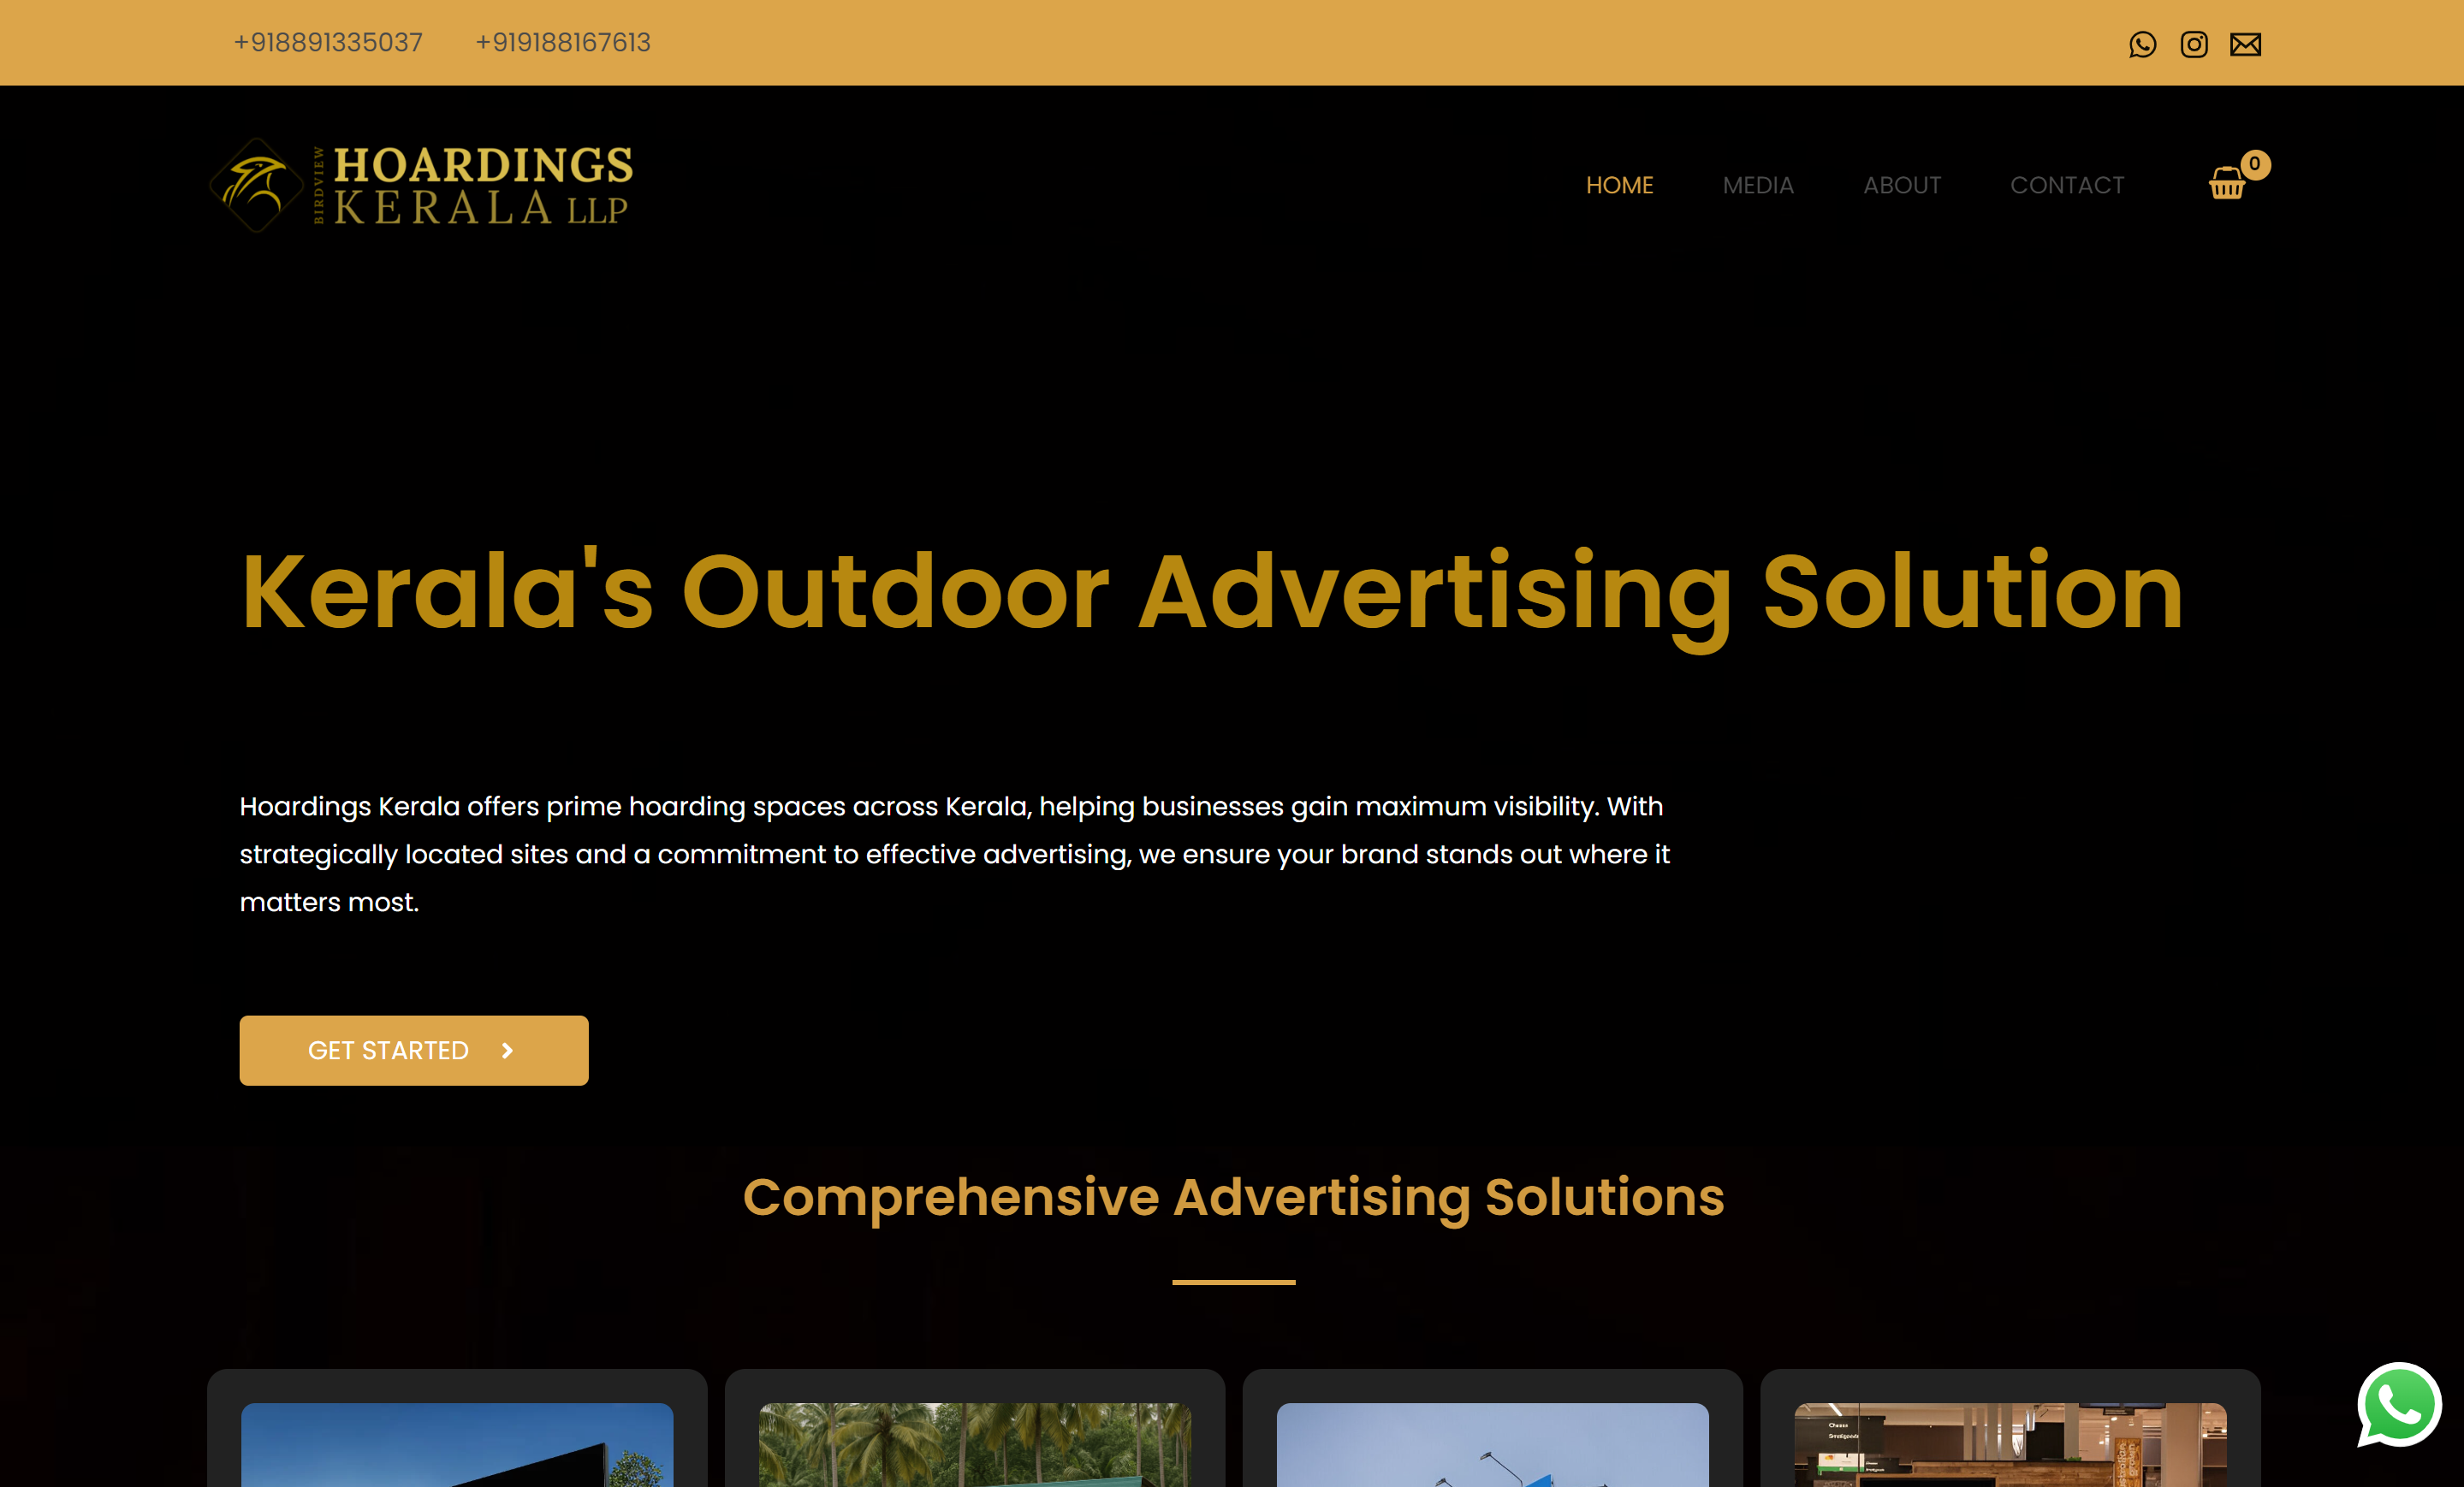 +918891335037 +919188167613
BIRDVIEW
HOARDINGS
KERALA LLP
HOME MEDIA ABOUT CONTACT 0
Kerala's Outdoor Advertising Solution
Hoardings Kerala offers prime hoarding spaces across Kerala, helping businesses gain maximum visibility. With
strategically located sites and a commitment to effective advertising, we ensure your brand stands out where it
matters most.
GET STARTED
Comprehensive Advertising Solutions